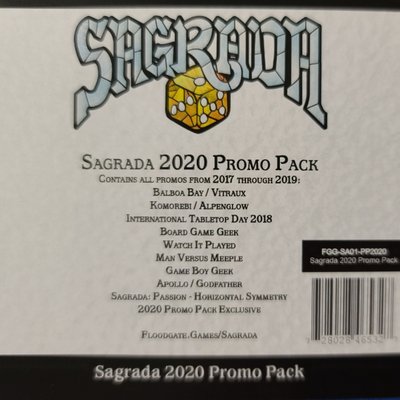 SAGRADA
SAGRADA 2020 PROMO PACK
CONTAINS ALL PROMOS FROM 2017 THROUGH 2019:
BALBOA BAY / VITRAUX
KOMOREBI / ALPENGLOW
INTERNATIONAL TABLETOP DAY 2018
BOARD GAME GEEK
WATCH IT PLAYED
MAN VERSUS MEEPLE
GAME BOY GEEK
APOLLO / GODFATHER
SAGRADA: PASSION - HORIZONTAL SYMMETRY
2020 PROMO PACK EXCLUSIVE
FLOODGATE.GAMES/SAGRADA
FGG-SA01-PP2020
Sagrada 2020 Promo Pack
28028 46532
Sagrada 2020 Promo Pack